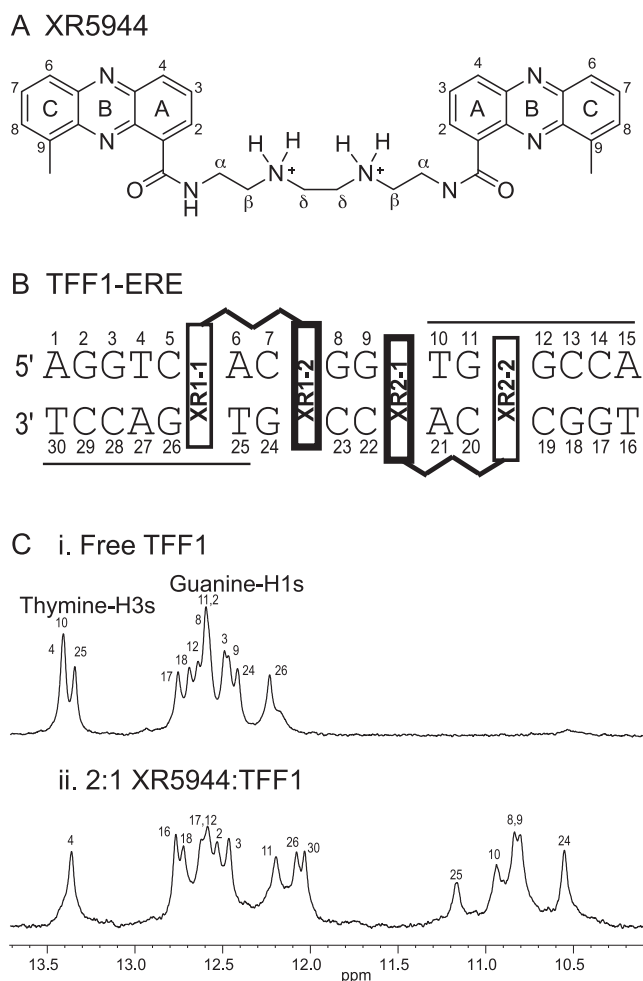 A XR5944
6 4 4 6
7 N 3 3 N 7
C B A A B C
8 N 2 2 N 8
9 9
H H H H
O N α N + N + α N O
H β δ δ β
B TFF1-ERE
1 2 3 4 5 6 7 8 9 10 11 12 13 14 15
5' AGGTC XR1-1 AC XR1-2 GG XR2-1 TG XR2-2 GCCA
3' TCCAG TG CC AC CGGT
30 29 28 27 26 25 24 23 22 21 20 19 18 17 16
C i. Free TFF1
Thymine-H3s Guanine-H1s
4 10 25 17 18 12 8 11,2 3 9 24 26
ii. 2:1 XR5944:TFF1
4 16 18 17,12 2 3 11 26 30 25 10 8,9 24
13.5 13.0 12.5 12.0 11.5 11.0 10.5
ppm